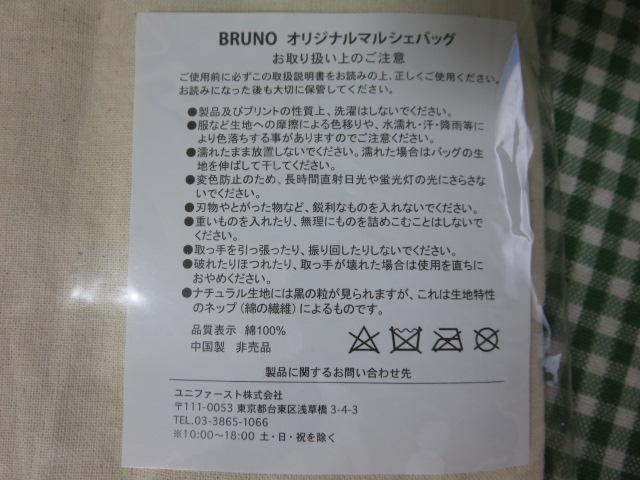 BRUNO オリジナルマルシェバッグ
お取り扱い上のご注意
ご使用前に必ずこの取扱説明書をお読みの上、正しくご使用ください。
お読みになった後も大切に保管してください。
●製品及びプリントの性質上、洗濯はしないでください。
●服など生地への摩擦による色移りや、水濡れ・汗・降雨等に
より色落ちする事がありますのでご注意ください。
●濡れたまま放置しないでください。濡れた場合はバッグの生
地を伸ばして干してください。
●変色防止のため、長時間直射日光や蛍光灯の光にさらさな
いでください。
●刃物やとがった物など、鋭利なものを入れないでください。
●重いものを入れたり、無理にものを詰めこむことはしないで
ください。
●取っ手を引っ張ったり、振り回したりしないでください。
●破れたりほつれたり、取っ手が壊れた場合は使用を直ちに
おやめください。
●ナチュラル生地には黒の粒が見られますが、これは生地特性
のネップ(綿の繊維)によるものです。
品質表示 綿100%
中国製 非売品
製品に関するお問い合わせ先
ユニファースト株式会社
〒111-0053 東京都台東区浅草橋 3-4-3
TEL.03-3865-1066
※10:00~18:00 土・日・祝を除く